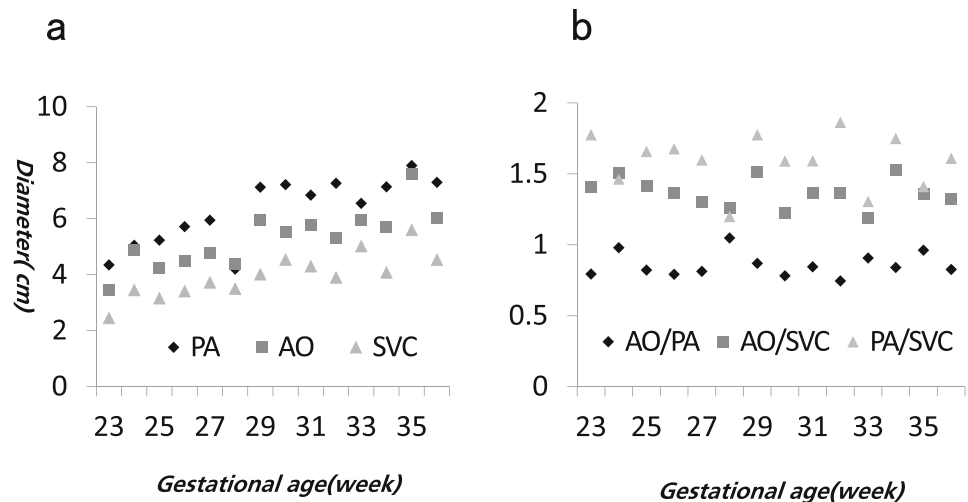 a
10
8
6
4
2
0
Diameter( cm)
PA AO SVC
23 25 27 29 31 33 35
Gestational age(week)
b
2
1.5
1
0.5
0
AO/PA AO/SVC PA/SVC
23 25 27 29 31 33 35
Gestational age(week)